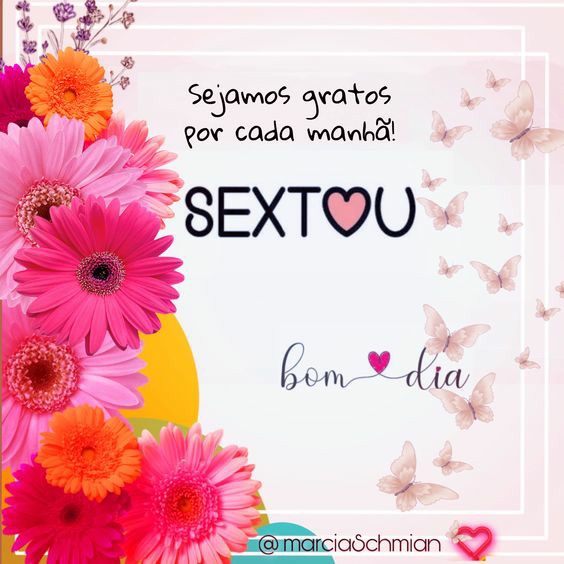 Sejamos gratos
por cada manhã!
SEXTOU
bom dia
@marciaSchmian